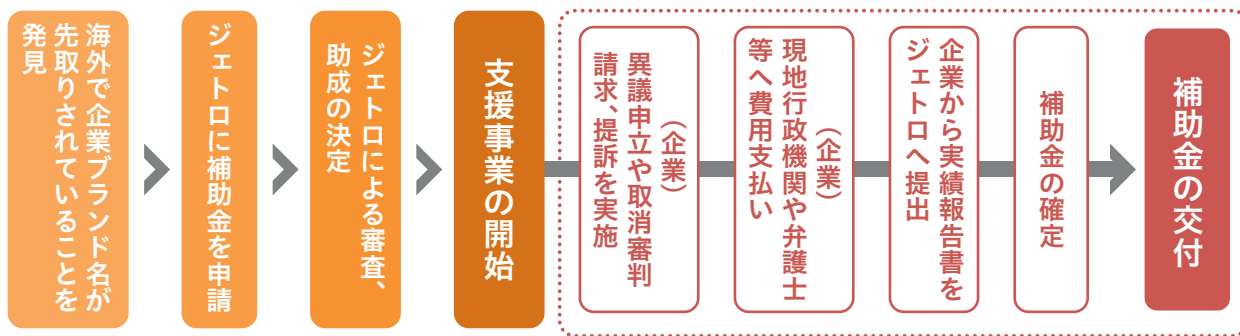 海外で企業ブランド名が
先取りされていることを
発見
ジェトロに補助金を申請
ジェトロによる審査、
助成の決定
支援事業の開始
(企業)
異議申立や取消審判
請求、提訴を実施
(企業)
現地行政機関や弁護士
等へ費用支払い
企業から実績報告書を
ジェトロへ提出
補助金の確定
補助金の交付